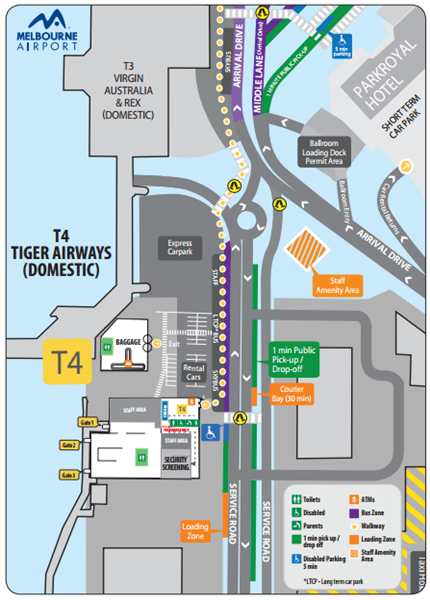 MELBOURNE
AIRPORT
T3
VIRGIN
AUSTRALIA
& REX
(DOMESTIC)
SKYBUS
ARRIVAL DRIVE
MIDDLE LANE (Arrival Drive)
1 MINUTE PUBLIC PICK-UP
5 min
parking
PARKROYAL
HOTEL
SHORT TERM
CAR PARK
Ballroom
Loading Dock
Permit Area
Ballroom Entry
Car Rental Returns
ARRIVAL DRIVE
T4
TIGER AIRWAYS
(DOMESTIC)
Express
Carpark
STAFF
LTCP BUS
SKYBUS
Staff
Amenity Area
BAGGAGE
Exit
T4
Rental
Cars
1 min Public
Pick-up /
Drop-off
Courier
Bay (30 min)
STAFF AREA
T4
Gate 1
Gate 2
Gate 3
STAFF AREA
SECURITY
SCREENING
Loading
Zone
SERVICE ROAD
SERVICE ROAD
Toilets
Disabled
Parents
1 min pick up /
drop off
Disabled Parking
5 min
ATMs
Bus Zone
Walkway
Loading Zone
Staff Amenity
Area
*LTCP - Long term car park